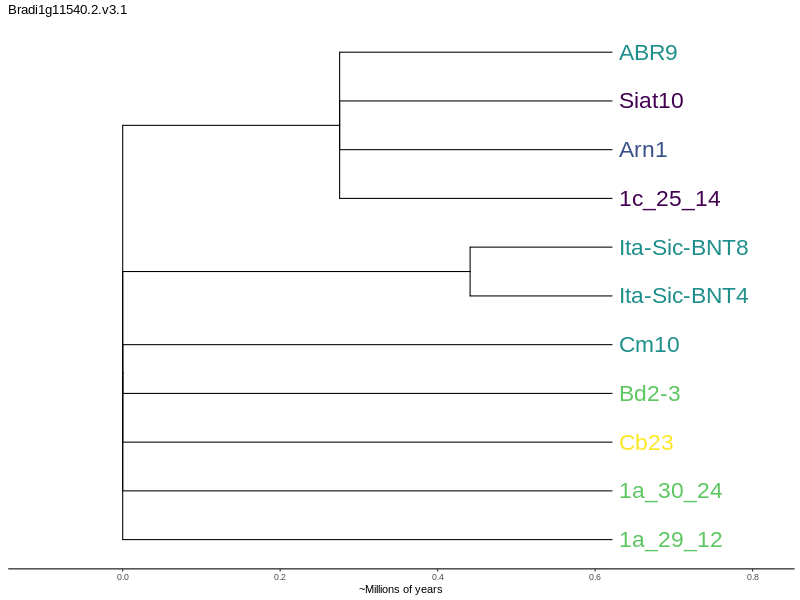 Bradi1g11540.2.v3.1
ABR9
Siat10
Arn1
1c_25_14
Ita-Sic-BNT8
Ita-Sic-BNT4
Cm10
Bd2-3
Cb23
1a_30_24
1a_29_12
0.0 0.2 0.4 0.6 0.8
~Millions of years